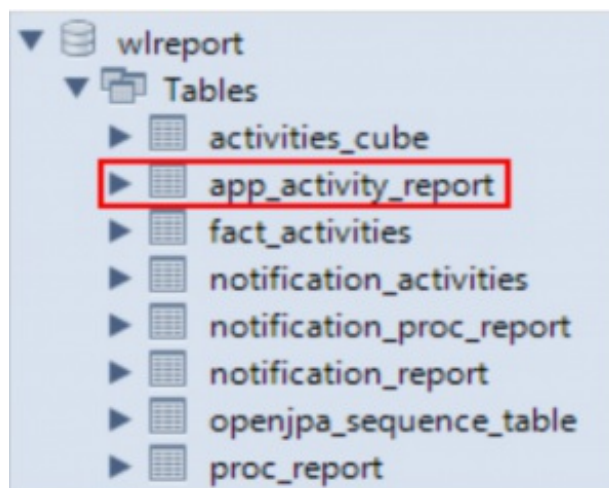 wlreport
Tables
activities_cube
app_activity_report
fact_activities
notification_activities
notification_proc_report
notification_report
openjpa_sequence_table
proc_report